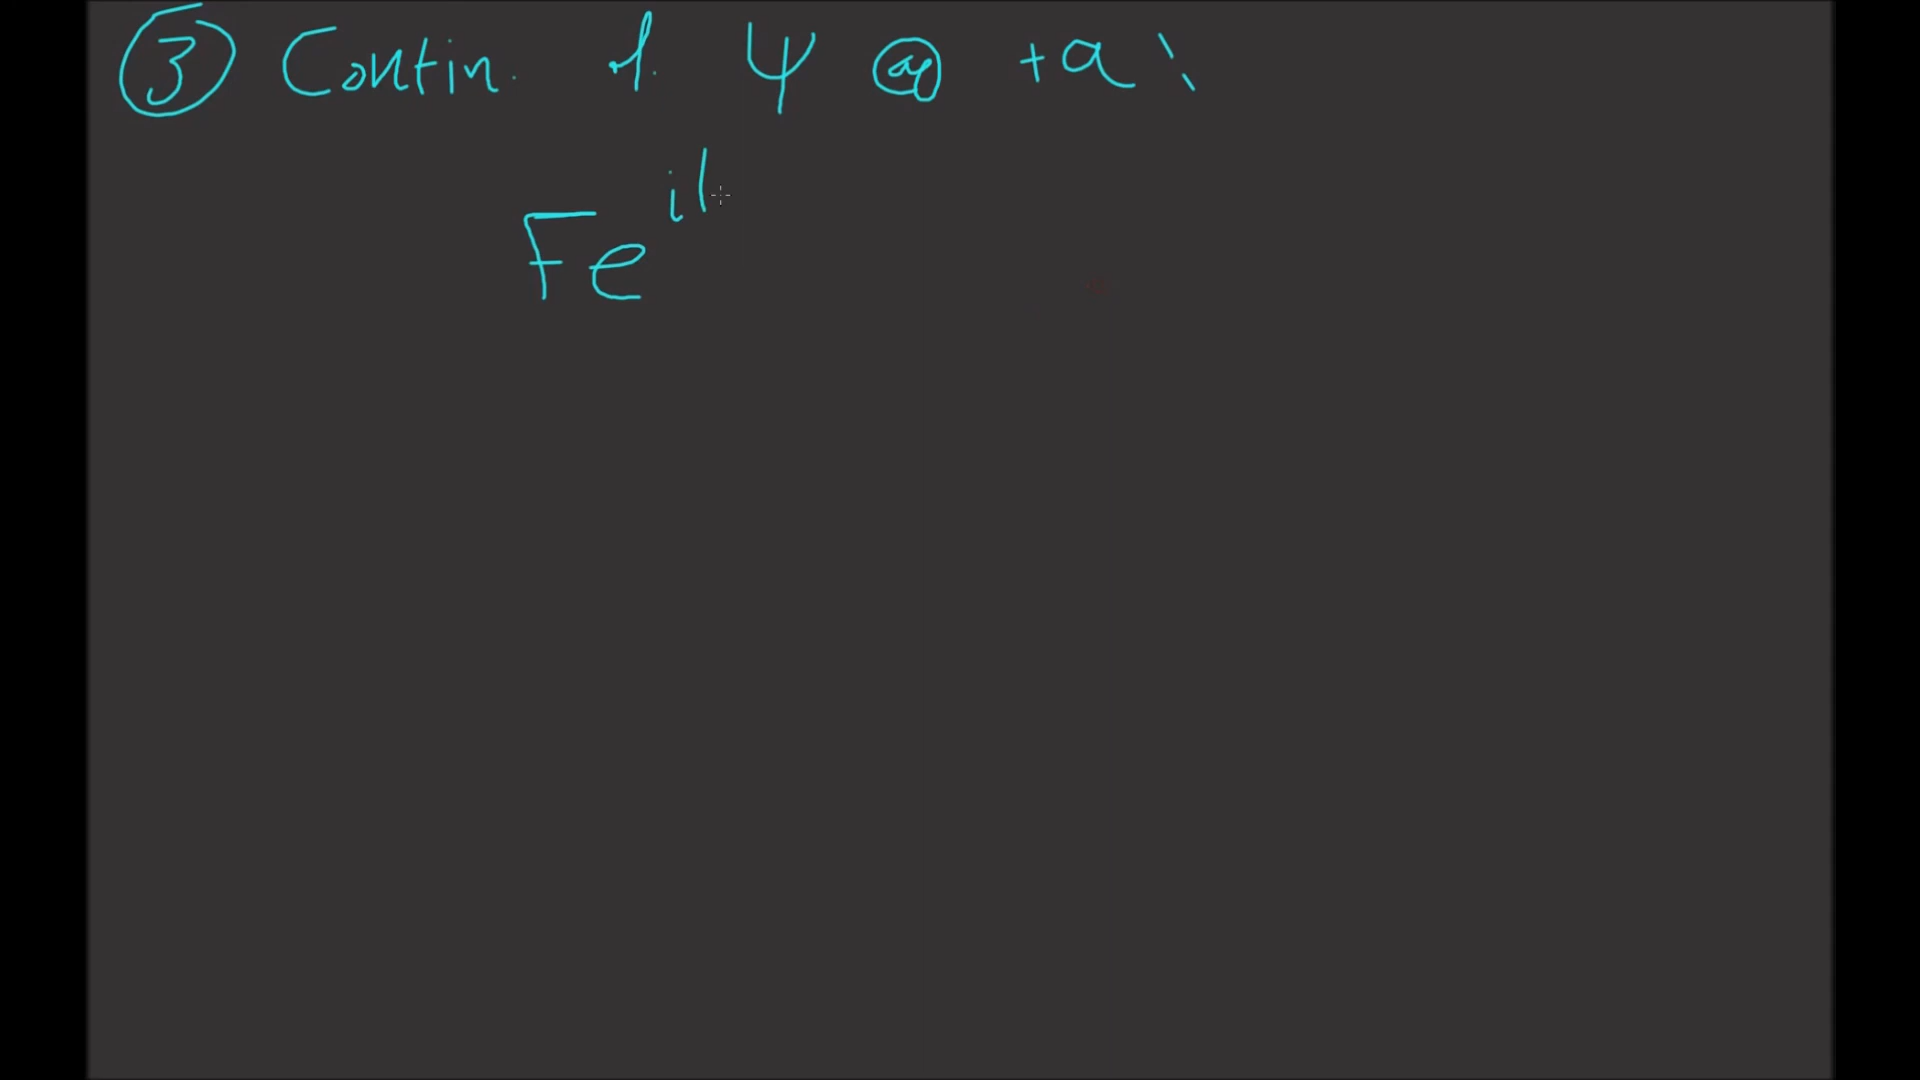 ③ Contin. of ψ @ +a:
Fe^il